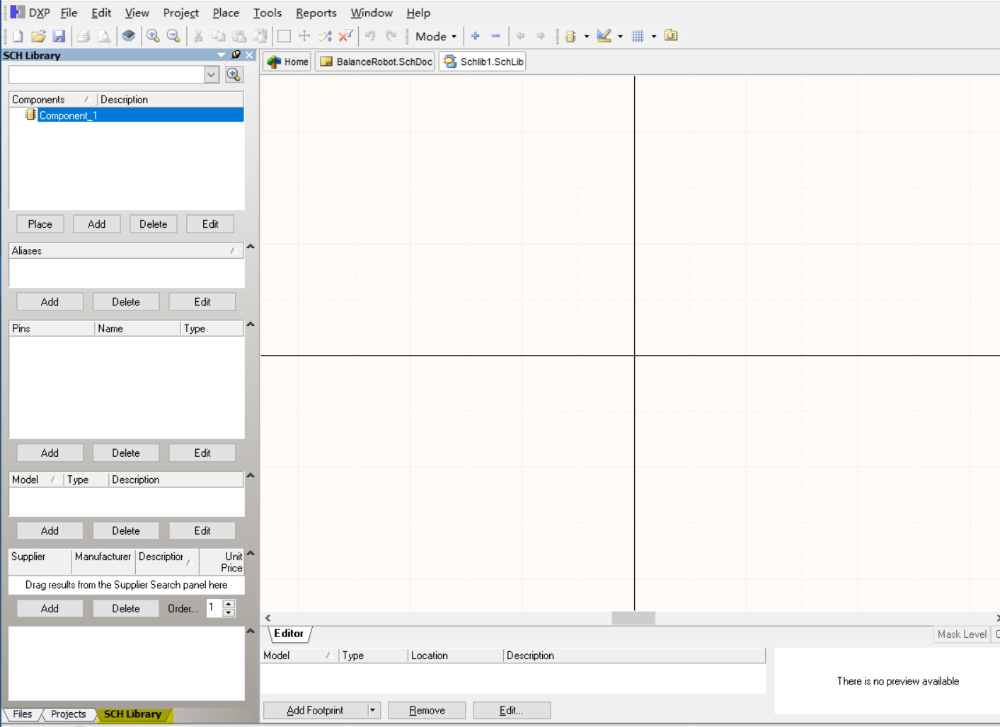 DXP File Edit View Project Place Tools Reports Window Help
Mode
SCH Library
Home BalanceRobot.SchDoc Schlib1.SchLib
Components Description
Component_1
Place Add Delete Edit
Aliases
Add Delete Edit
Pins Name Type
Add Delete Edit
Model Type Description
Add Delete Edit
Supplier Manufacturer Description Unit
Price
Drag results from the Supplier Search panel here
Add Delete Order... 1
Editor
Mask Level
Model Type Location Description
There is no preview available
Add Footprint Remove Edit...
Files Projects SCH Library